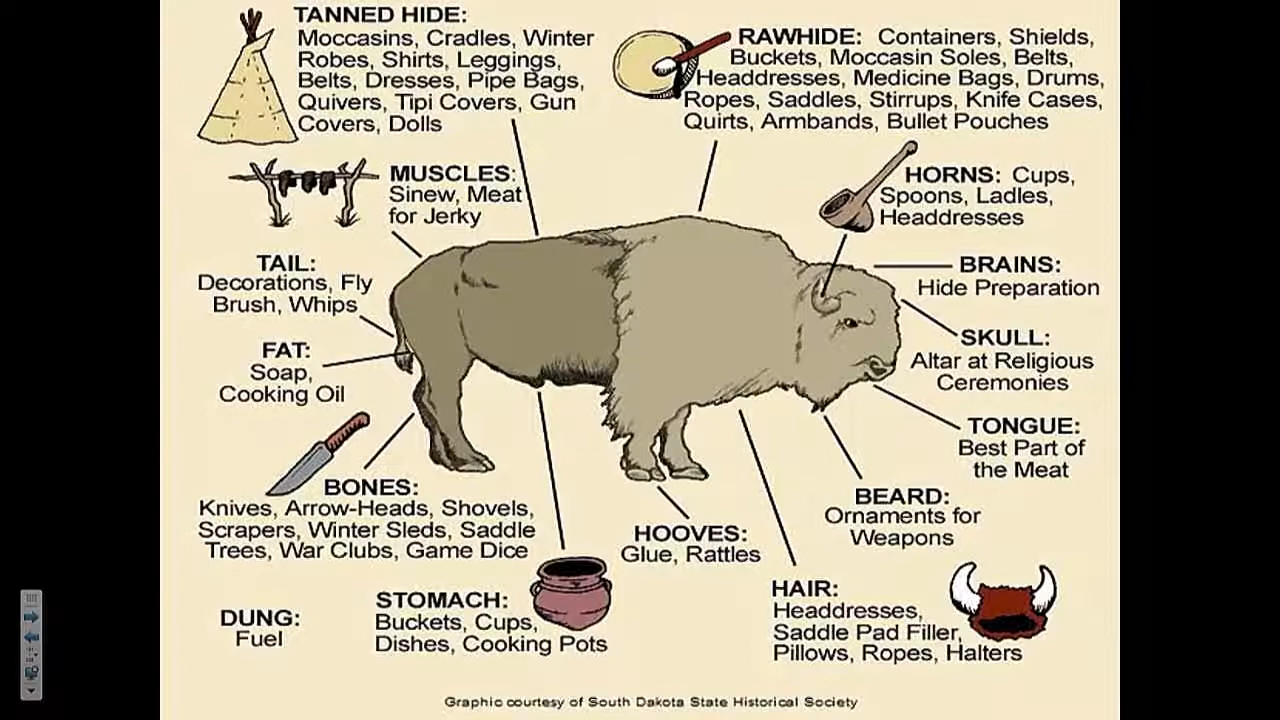 TANNED HIDE:
Moccasins, Cradles, Winter
Robes, Shirts, Leggings,
Belts, Dresses, Pipe Bags,
Quivers, Tipi Covers, Gun
Covers, Dolls
RAWHIDE: Containers, Shields,
Buckets, Moccasin Soles, Belts,
Headdresses, Medicine Bags, Drums,
Ropes, Saddles, Stirrups, Knife Cases,
Quirts, Armbands, Bullet Pouches
MUSCLES:
Sinew, Meat
for Jerky
HORNS: Cups,
Spoons, Ladles,
Headdresses
TAIL:
Decorations, Fly
Brush, Whips
BRAINS:
Hide Preparation
FAT:
Soap,
Cooking Oil
SKULL:
Altar at Religious
Ceremonies
TONGUE:
Best Part of
the Meat
BONES:
Knives, Arrow-Heads, Shovels,
Scrapers, Winter Sleds, Saddle
Trees, War Clubs, Game Dice
BEARD:
Ornaments for
Weapons
HOOVES:
Glue, Rattles
DUNG:
Fuel
STOMACH:
Buckets, Cups,
Dishes, Cooking Pots
HAIR:
Headdresses,
Saddle Pad Filler,
Pillows, Ropes, Halters
Graphic courtesy of South Dakota State Historical Society